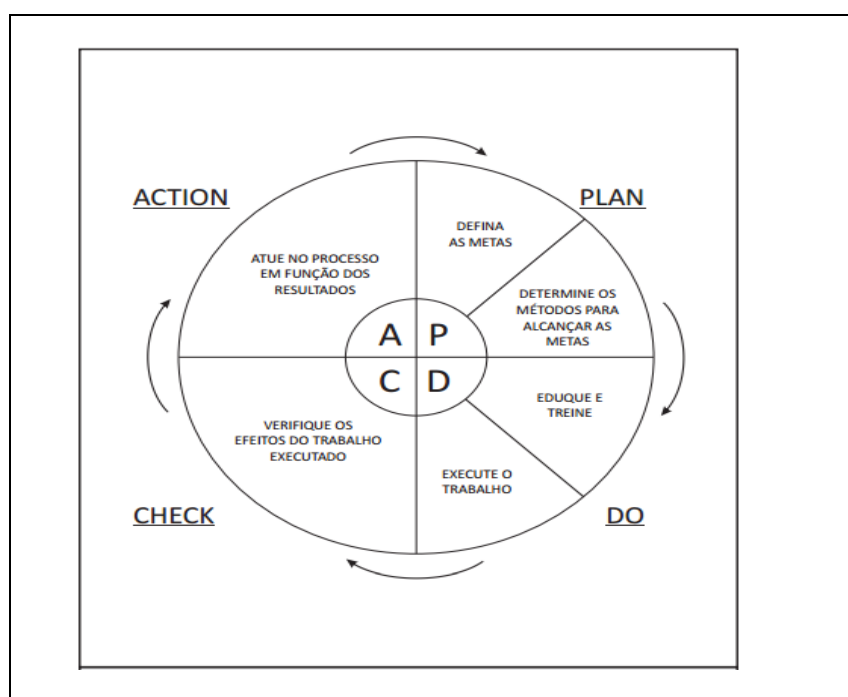 ACTION
PLAN
DEFINA
AS METAS
ATUE NO PROCESSO
EM FUNÇÃO DOS
RESULTADOS
DETERMINE OS
MÉTODOS PARA
ALCANÇAR AS
METAS
A P
C D
EDUQUE E
TREINE
VERIFIQUE OS
EFEITOS DO TRABALHO
EXECUTADO
EXECUTE O
TRABALHO
CHECK
DO